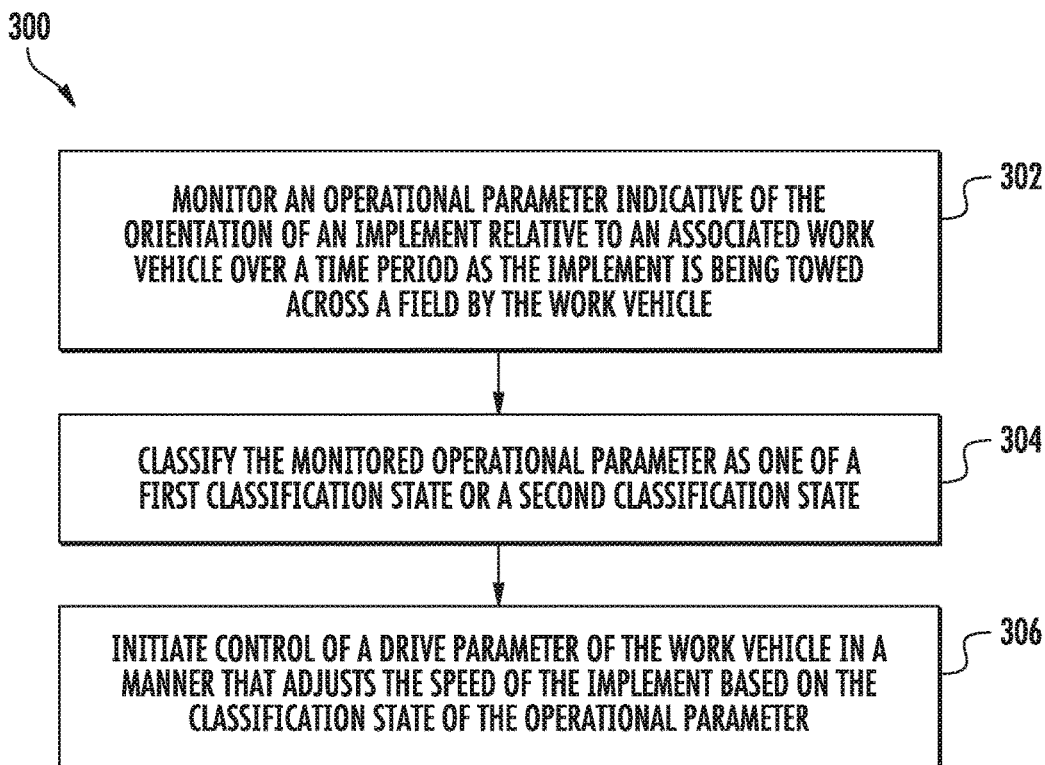 300
MONITOR AN OPERATIONAL PARAMETER INDICATIVE OF THE
ORIENTATION OF AN IMPLEMENT RELATIVE TO AN ASSOCIATED WORK
VEHICLE OVER A TIME PERIOD AS THE IMPLEMENT IS BEING TOWED
ACROSS A FIELD BY THE WORK VEHICLE
302
CLASSIFY THE MONITORED OPERATIONAL PARAMETER AS ONE OF A
FIRST CLASSIFICATION STATE OR A SECOND CLASSIFICATION STATE
304
INITIATE CONTROL OF A DRIVE PARAMETER OF THE WORK VEHICLE IN A
MANNER THAT ADJUSTS THE SPEED OF THE IMPLEMENT BASED ON THE
CLASSIFICATION STATE OF THE OPERATIONAL PARAMETER
306